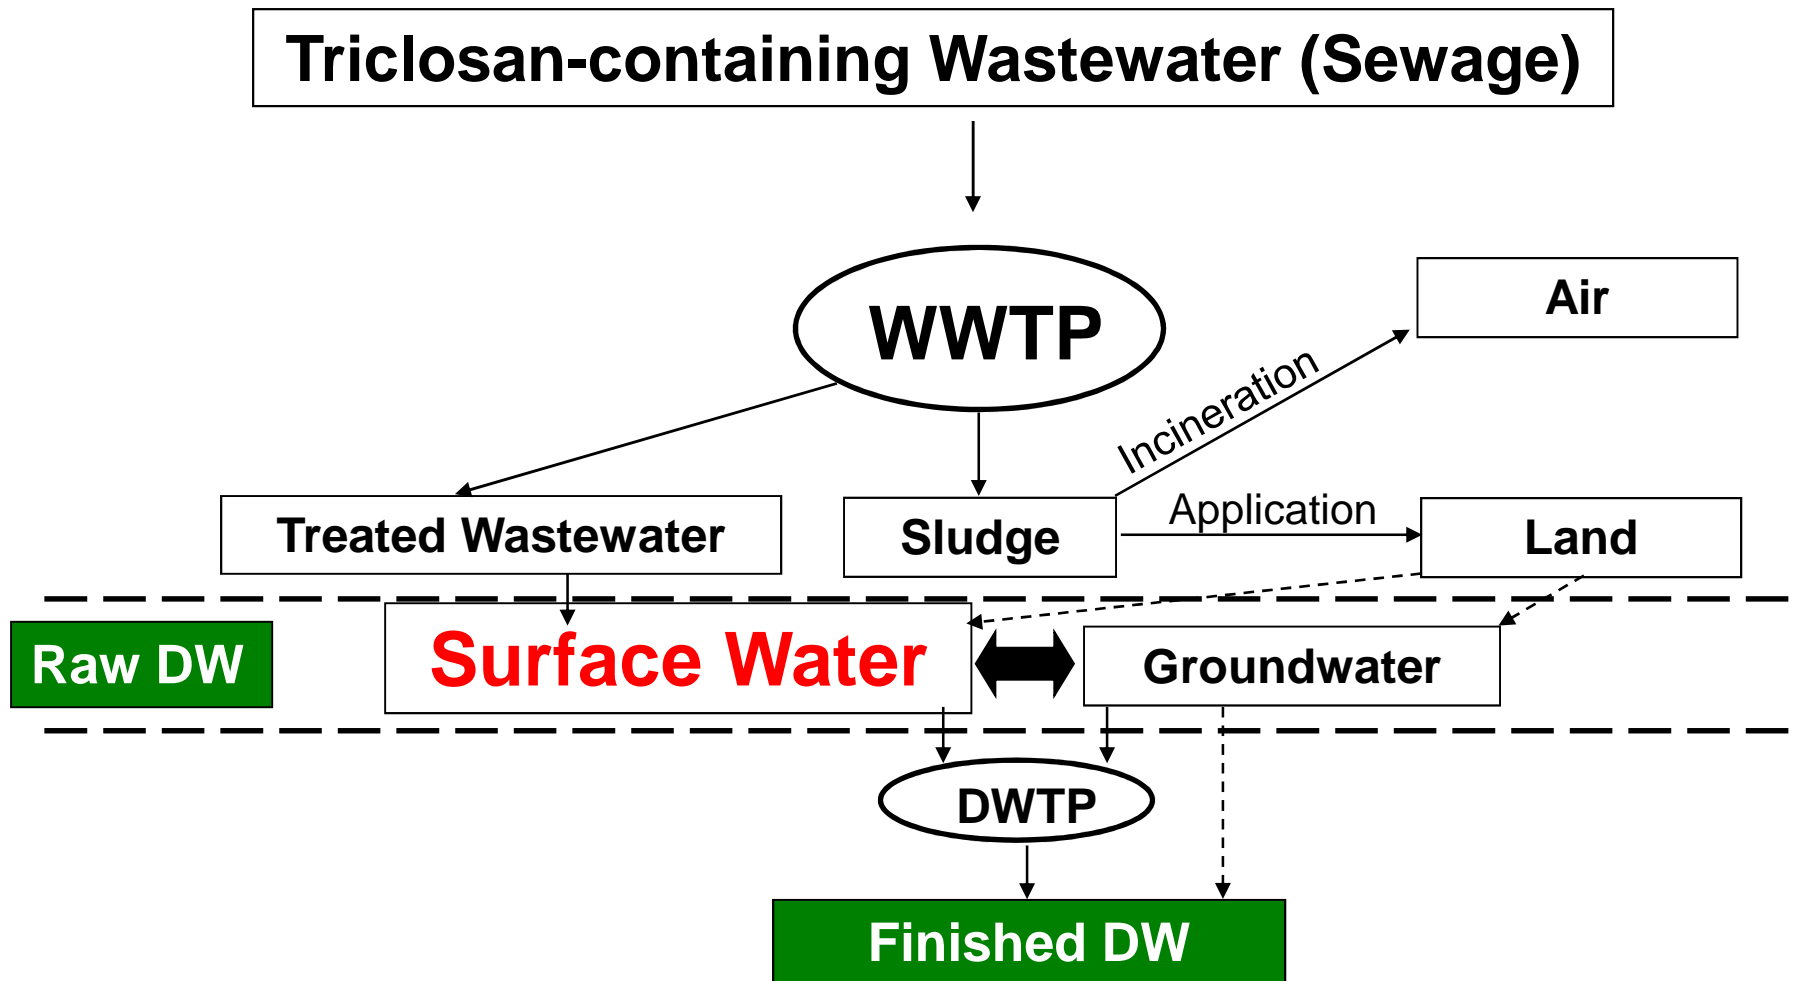 Triclosan-containing Wastewater (Sewage)
WWTP
Air
Incineration
Treated Wastewater
Sludge
Application
Land
Raw DW
Surface Water
Groundwater
DWTP
Finished DW